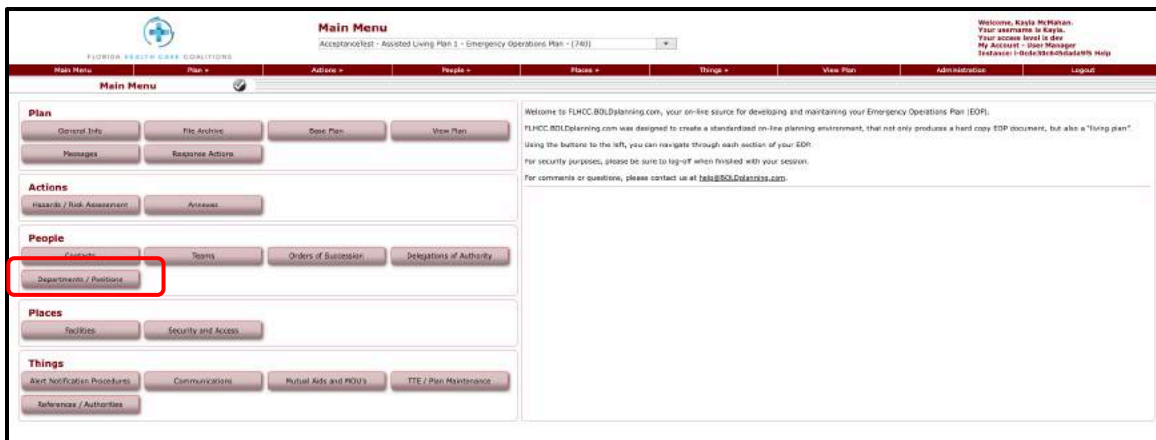 Main Menu
AcceptanceTest - Assisted Living Plan 1 - Emergency Operations Plan - (740)
Welcome, Kayla McMahan.
Your username is Kayla.
Your access level is dev
My Account - User Manager
FLORIDA HEALTH CARE COALITIONS
Main Menu Plan Actions People Places Things View Plan Administration Logout
Main Menu
Plan
General Info File Archive Base Plan View Plan
Messages Response Actions
Actions
Hazards / Risk Assessment Annexes
People
Contacts Teams Orders of Succession Delegations of Authority
Departments / Positions
Places
Facilities Security and Access
Things
Alert Notification Procedures Communications Mutual Aids and MOU's TTE / Plan Maintenance
References / Authorities
Welcome to FLHCC.BOLDplanning.com, your on-line source for developing and maintaining your Emergency Operations Plan (EOP).
FLHCC.BOLDplanning.com was designed to create a standardized on-line planning environment, that not only produces a hard copy EOP document, but also a "living plan"
Using the buttons to the left, you can navigate through each section of your EOP.
For security purposes, please be sure to log-off when finished with your session.
For comments or questions, please contact us at help@BOLDplanning.com.